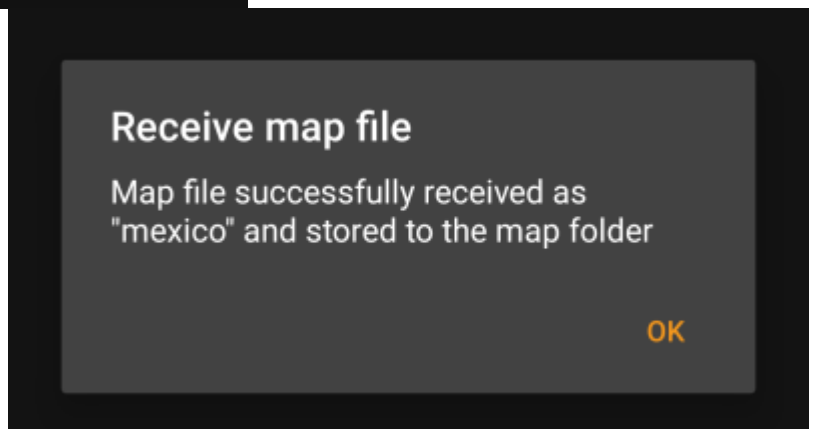 Receive map file
Map file successfully received as
"mexico" and stored to the map folder
OK